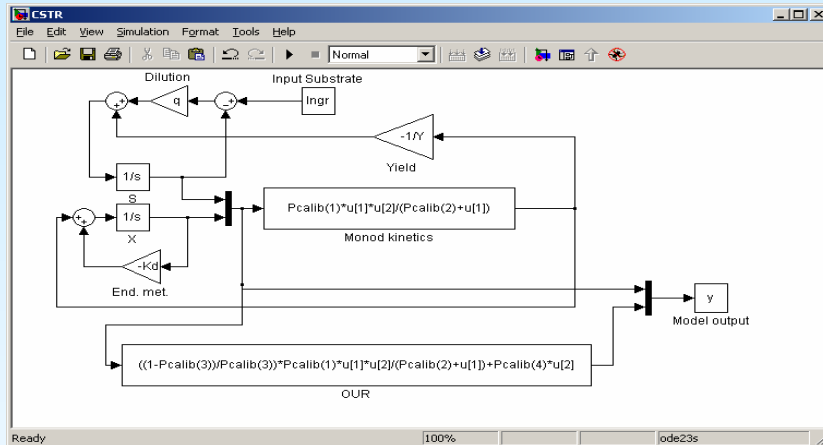 CSTR
File Edit View Simulation Format Tools Help
Normal
Dilution
Input Substrate
q
Ingr
-1/Y
Yield
1/s
S
1/s
X
Pcalib(1)*u[1]*u[2]/(Pcalib(2)+u[1])
Monod kinetics
-Kd
End. met.
y
Model output
((1-Pcalib(3))/Pcalib(3))*Pcalib(1)*u[1]*u[2]/(Pcalib(2)+u[1])+Pcalib(4)*u[2]
OUR
Ready 100% ode23s